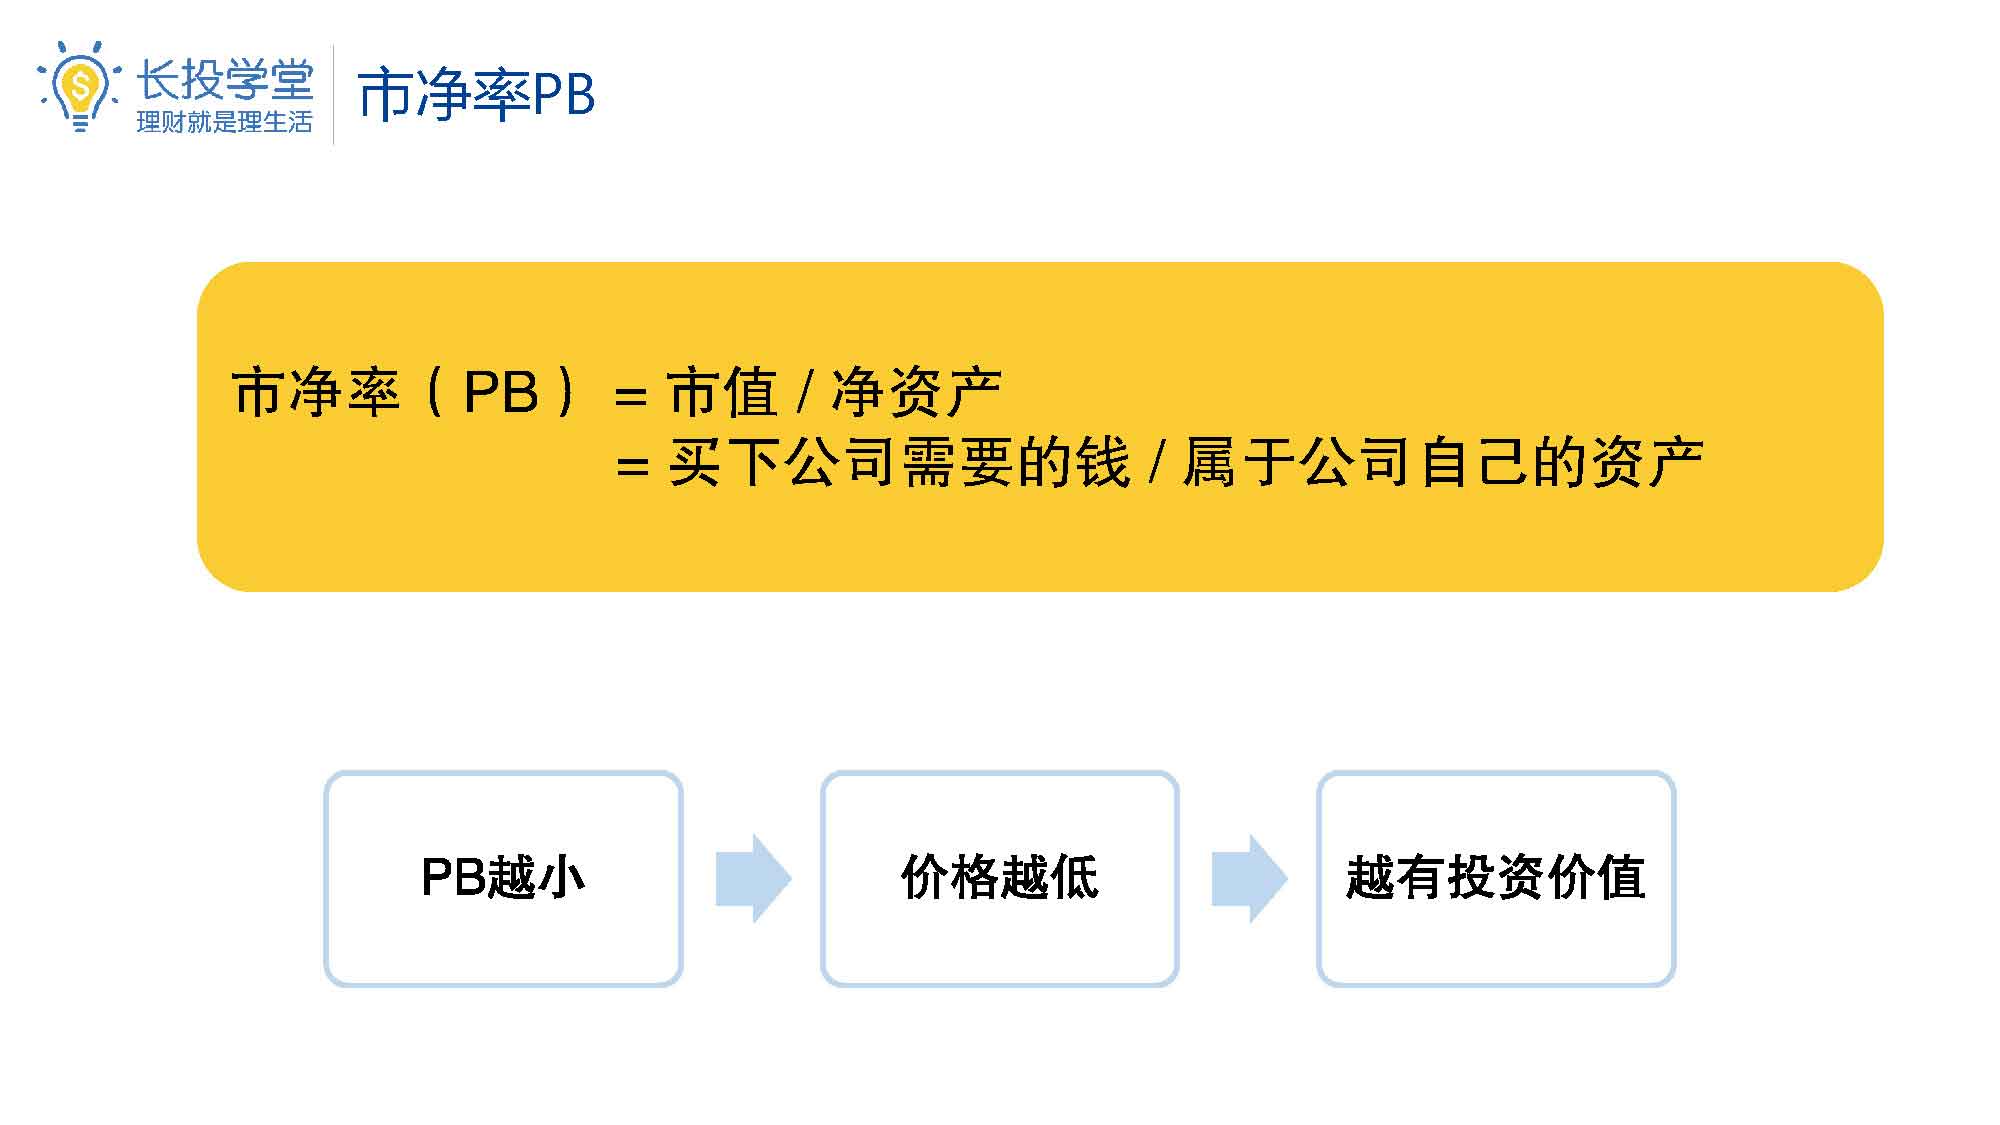 长投学堂
理财就是理生活
市净率PB
市净率（PB） = 市值 / 净资产
= 买下公司需要的钱 / 属于公司自己的资产
PB越小
价格越低
越有投资价值